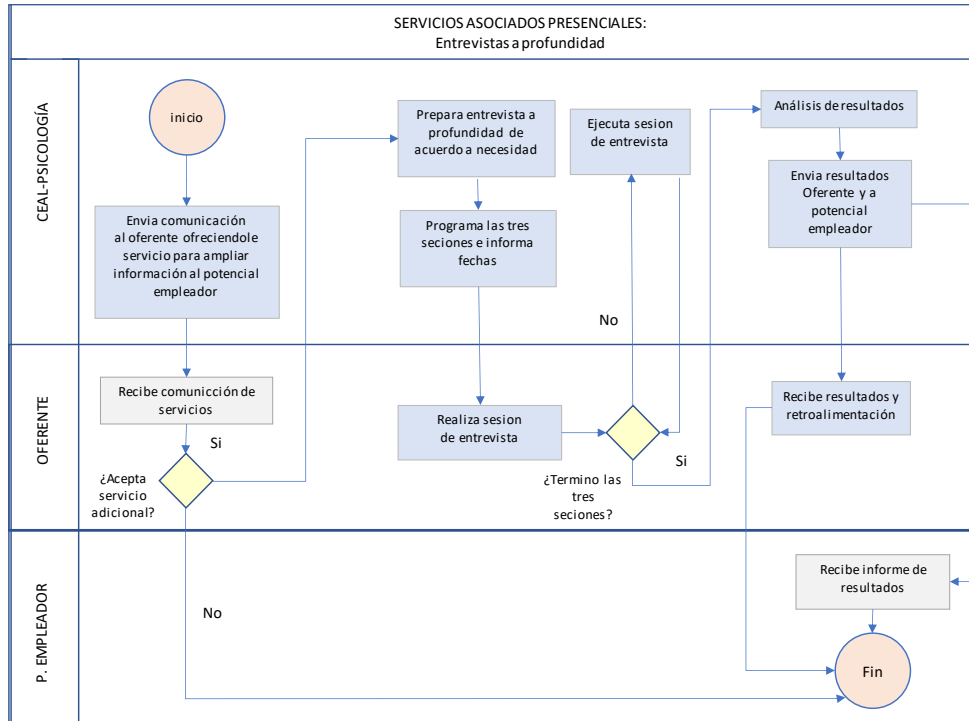 SERVICIOS ASOCIADOS PRESENCIALES:
Entrevistas a profundidad
CEAL-PSICOLOGÍA
inicio
Envia comunicación
al oferente ofreciendole
servicio para ampliar
información al potencial
empleador
Prepara entrevista a
profundidad de
acuerdo a necesidad
Programa las tres
seciones e informa
fechas
Ejecuta sesion
de entrevista
No
Análisis de resultados
Envia resultados
Oferente y a
potencial
empleador
OFERENTE
Recibe comunicción de
servicios
Si
¿Acepta
servicio
adicional?
Realiza sesion
de entrevista
¿Termino las
tres
seciones?
Si
Recibe resultados y
retroalimentación
P. EMPLEADOR
No
Recibe informe de
resultados
Fin